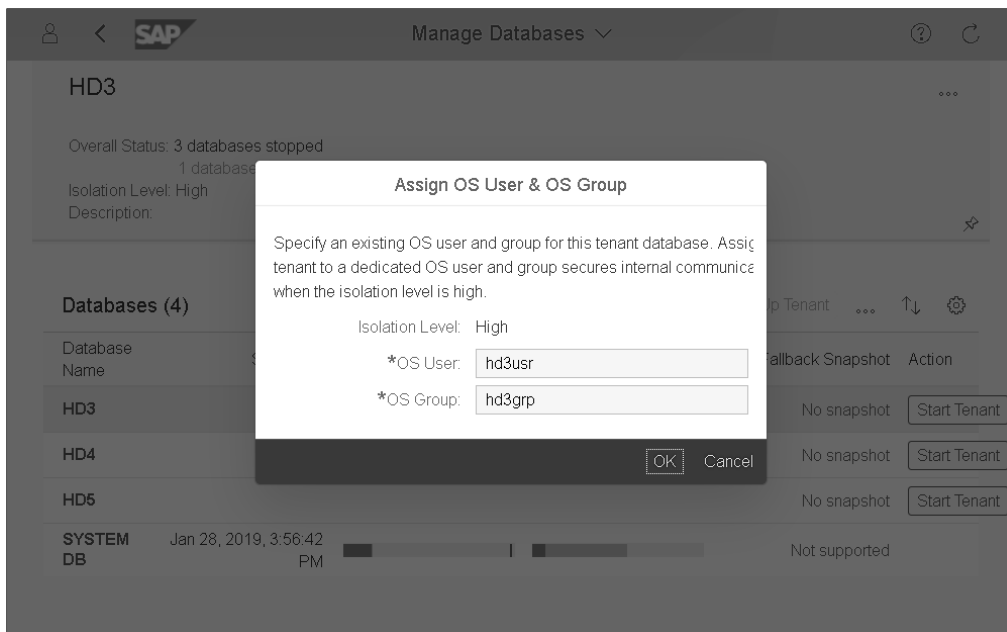 SAP
Manage Databases
HD3
Overall Status: 3 databases stopped
1 database
Isolation Level: High
Description:
Assign OS User & OS Group
Specify an existing OS user and group for this tenant database. Assig
tenant to a dedicated OS user and group secures internal communica
when the isolation level is high.
Isolation Level: High
*OS User: hd3usr
*OS Group: hd3grp
OK Cancel
Databases (4)
Tenant
Database
Name
Fallback Snapshot Action
HD3 No snapshot Start Tenant
HD4 No snapshot Start Tenant
HD5 No snapshot Start Tenant
SYSTEM Jan 28, 2019, 3:56:42
DB PM
Not supported